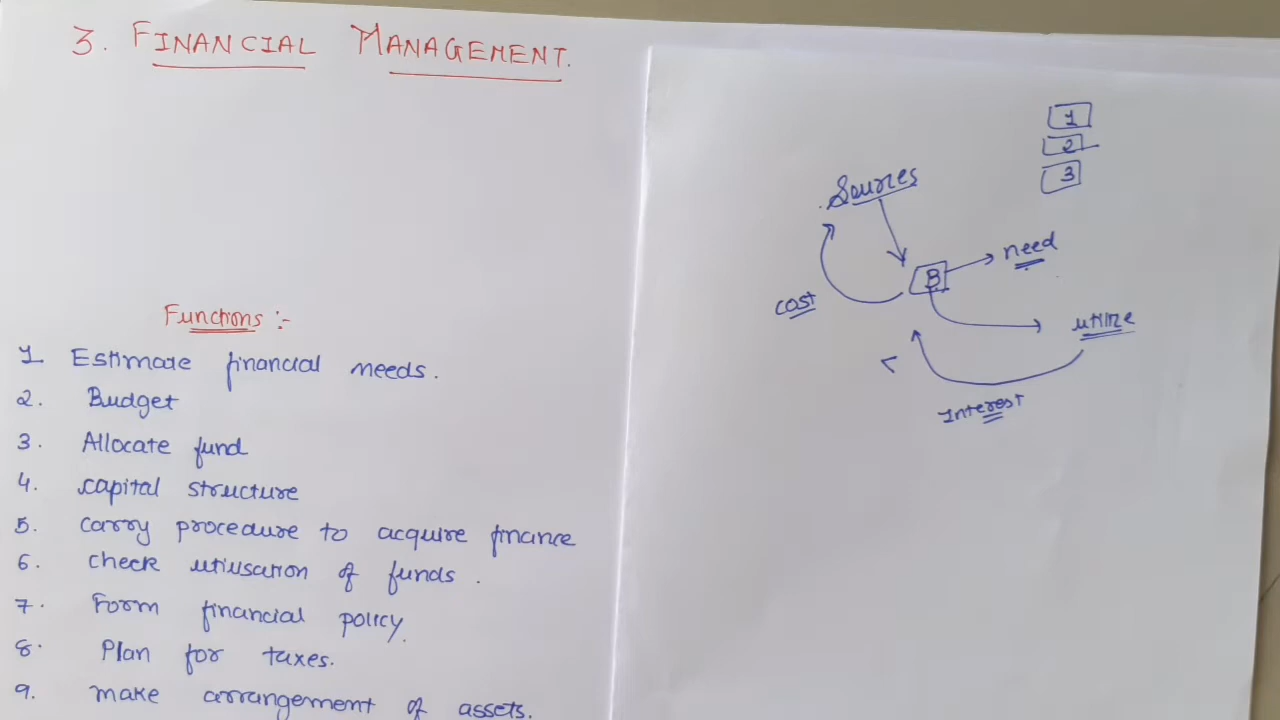 3. FINANCIAL MANAGEMENT.
Functions :-
1 Estimate financial needs.
2. Budget
3. Allocate fund
4. capital structure
5. carry procedure to acquire finance
6. check utilisation of funds.
7. Form financial policy.
8. Plan for taxes.
9. make arrangement of assets.
1
2
3
Sources
B
need
cost
utilize
<
Interest